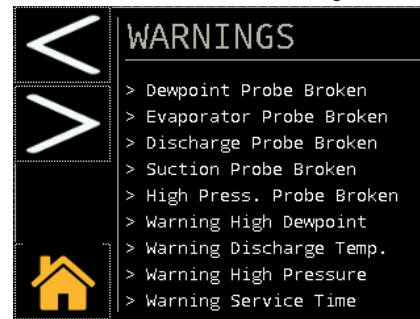 WARNINGS
> Dewpoint Probe Broken
> Evaporator Probe Broken
> Discharge Probe Broken
> Suction Probe Broken
> High Press. Probe Broken
> Warning High Dewpoint
> Warning Discharge Temp.
> Warning High Pressure
> Warning Service Time